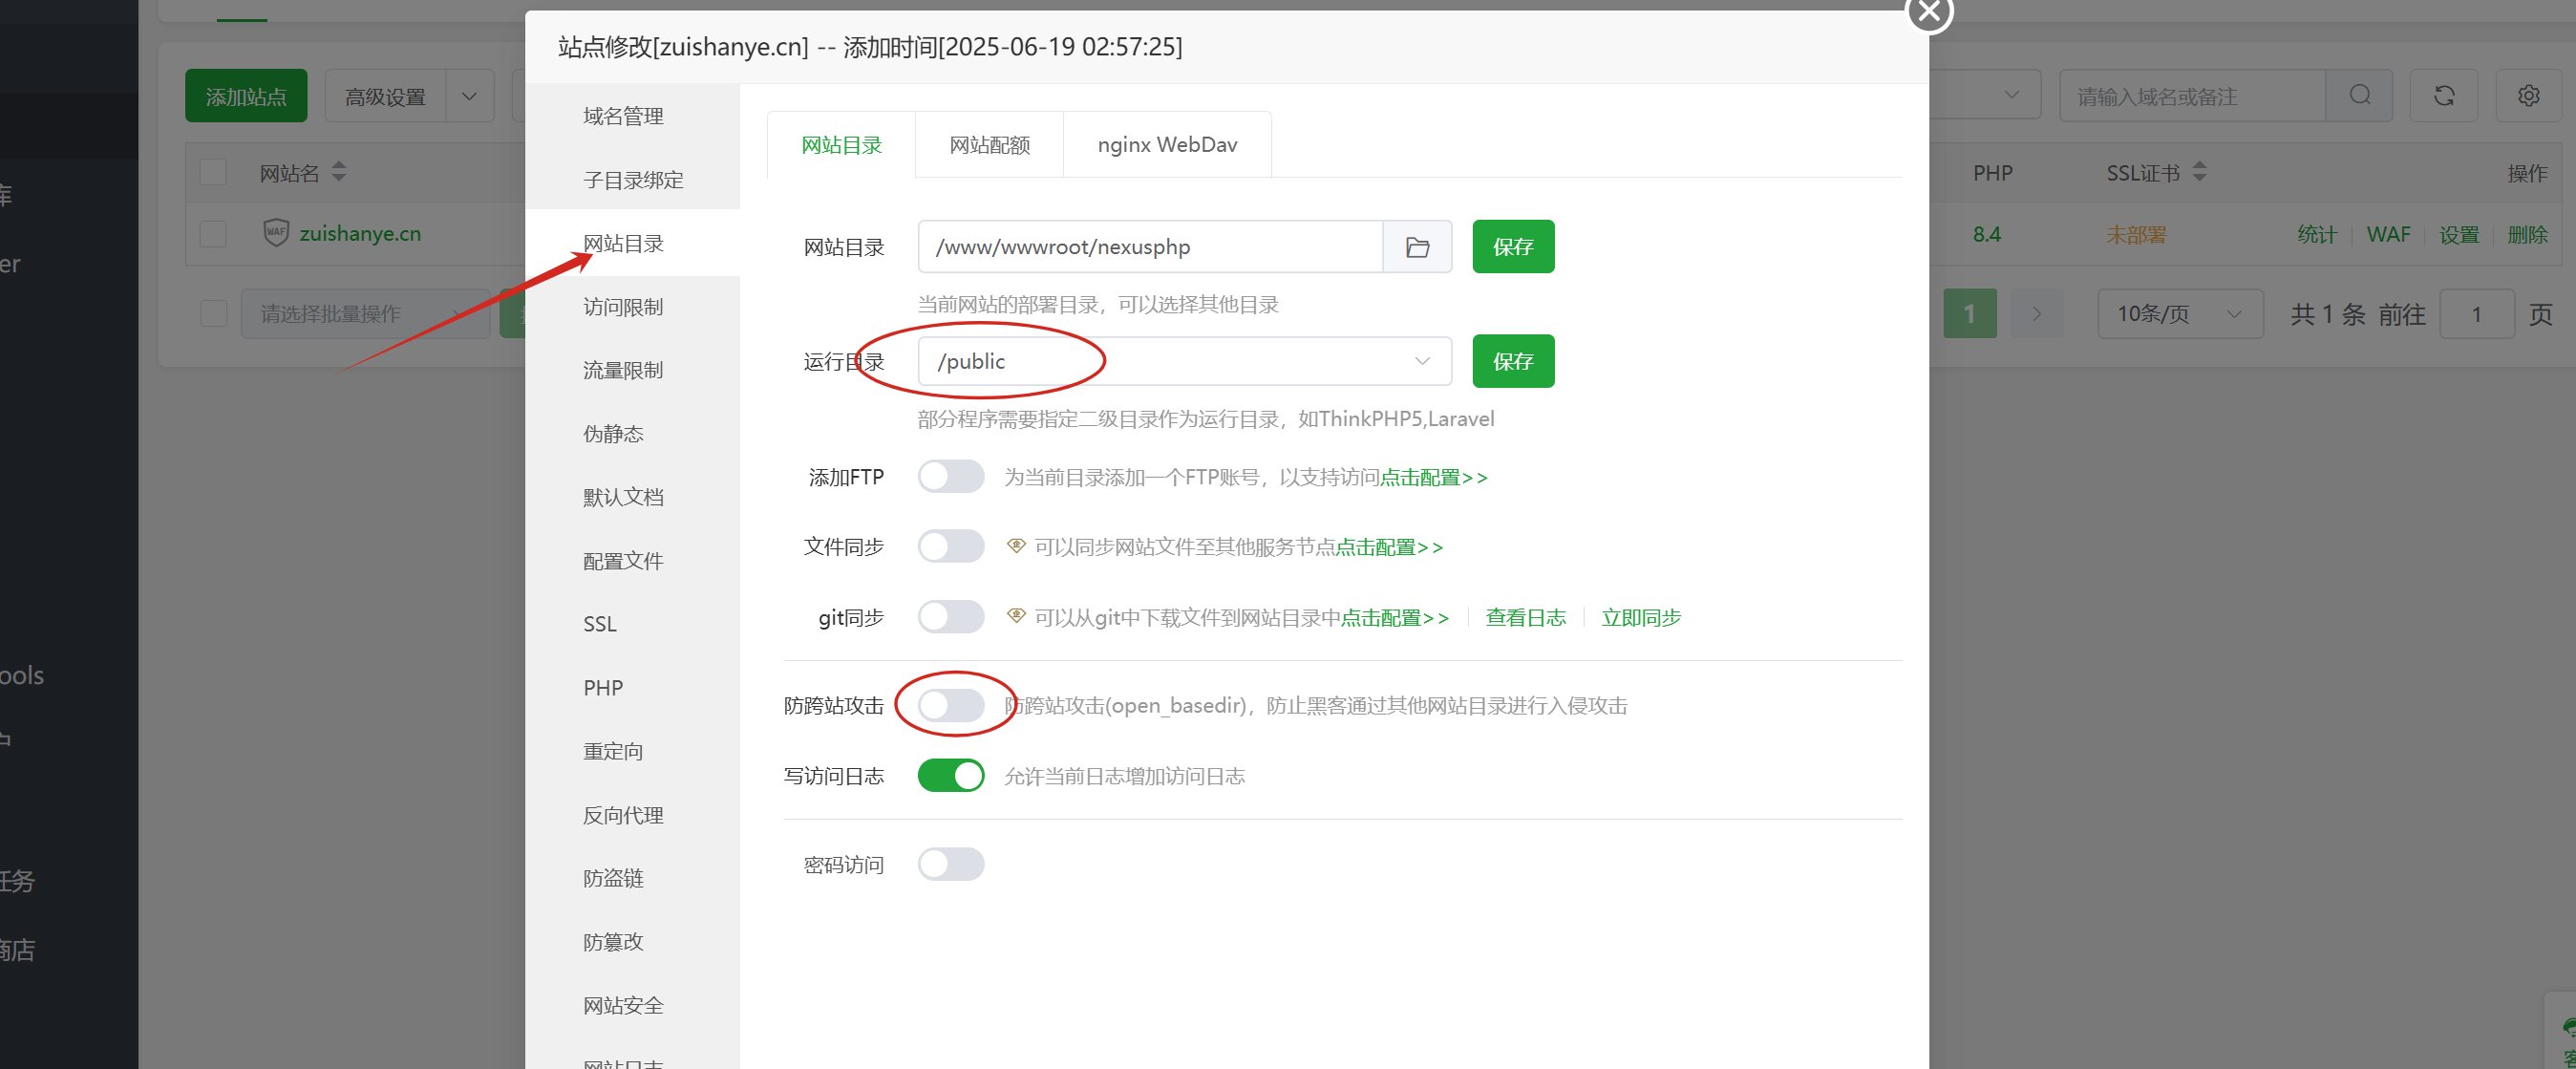 站点修改[zuishanye.cn] -- 添加时间[2025-06-19 02:57:25]
添加站点
高级设置
请输入域名或备注
网站名
PHP
SSL证书
操作
WAF
zuishanye.cn
8.4
未部署
统计
WAF
设置
删除
请选择批量操作
1
10条/页
共 1 条
前往
1
页
库
er
ools
户
任务
商店
域名管理
子目录绑定
网站目录
访问限制
流量限制
伪静态
默认文档
配置文件
SSL
PHP
重定向
反向代理
防盗链
防篡改
网站安全
网站日志
网站目录
网站配额
nginx WebDav
网站目录
/www/wwwroot/nexusphp
保存
当前网站的部署目录，可以选择其他目录
运行目录
/public
保存
部分程序需要指定二级目录作为运行目录，如ThinkPHP5,Laravel
添加FTP
为当前目录添加一个FTP账号，以支持访问点击配置>>
文件同步
可以同步网站文件至其他服务节点点击配置>>
git同步
可以从git中下载文件到网站目录中点击配置>>
查看日志
立即同步
防跨站攻击
防跨站攻击(open_basedir)，防止黑客通过其他网站目录进行入侵攻击
写访问日志
允许当前日志增加访问日志
密码访问
客